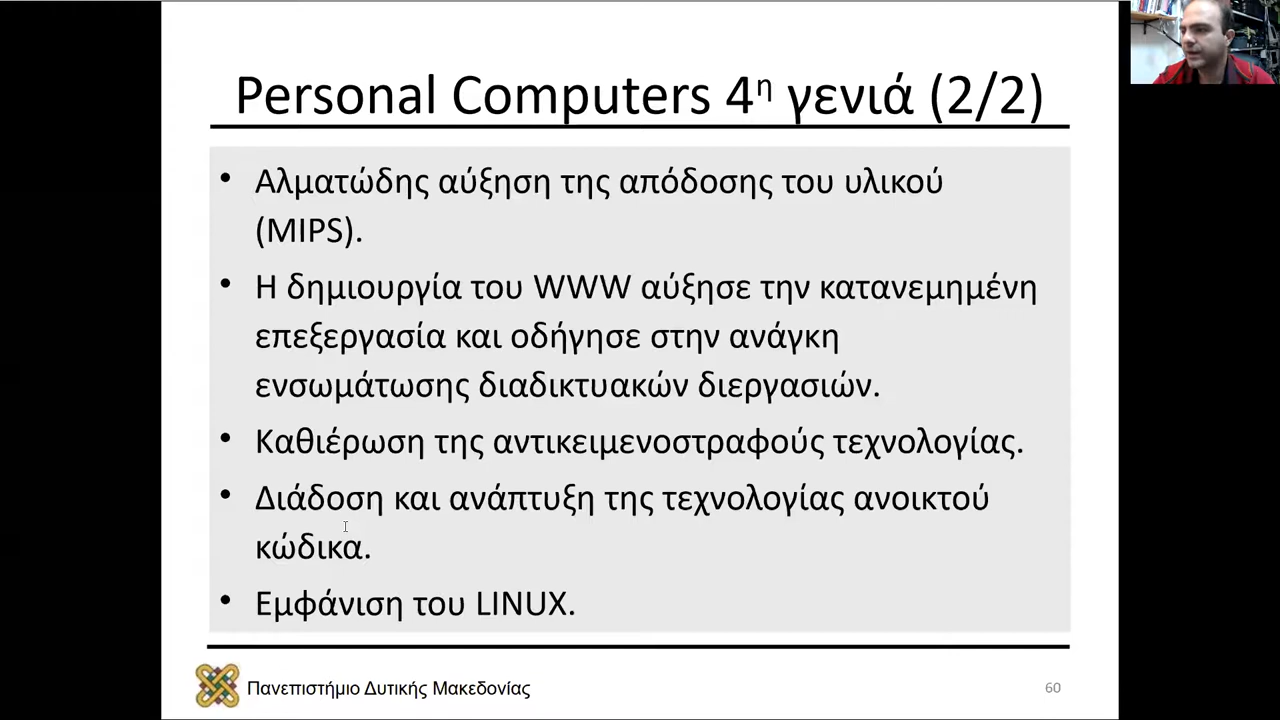 Personal Computers 4η γενιά (2/2)
• Αλματώδης αύξηση της απόδοσης του υλικού
(MIPS).
• Η δημιουργία του WWW αύξησε την κατανεμημένη
επεξεργασία και οδήγησε στην ανάγκη
ενσωμάτωσης διαδικτυακών διεργασιών.
• Καθιέρωση της αντικειμενοστραφούς τεχνολογίας.
• Διάδοση και ανάπτυξη της τεχνολογίας ανοικτού
κώδικα.
• Εμφάνιση του LINUX.
Πανεπιστήμιο Δυτικής Μακεδονίας
60